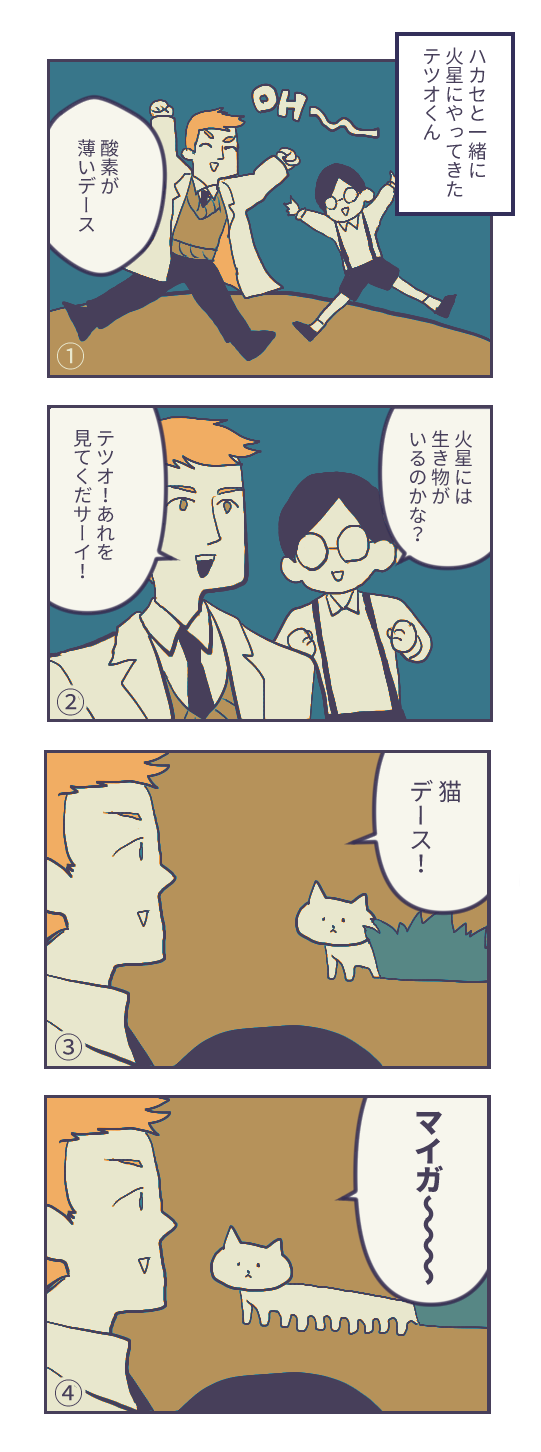 ハカセと一緒に
火星にやってきた
テツオくん
OH〜
酸素が
薄いデース
①
火星には
生き物が
いるのかな？
テツオ！あれを
見てくだサーイ！
②
猫
デース！
③
マイガ〜〜〜
④